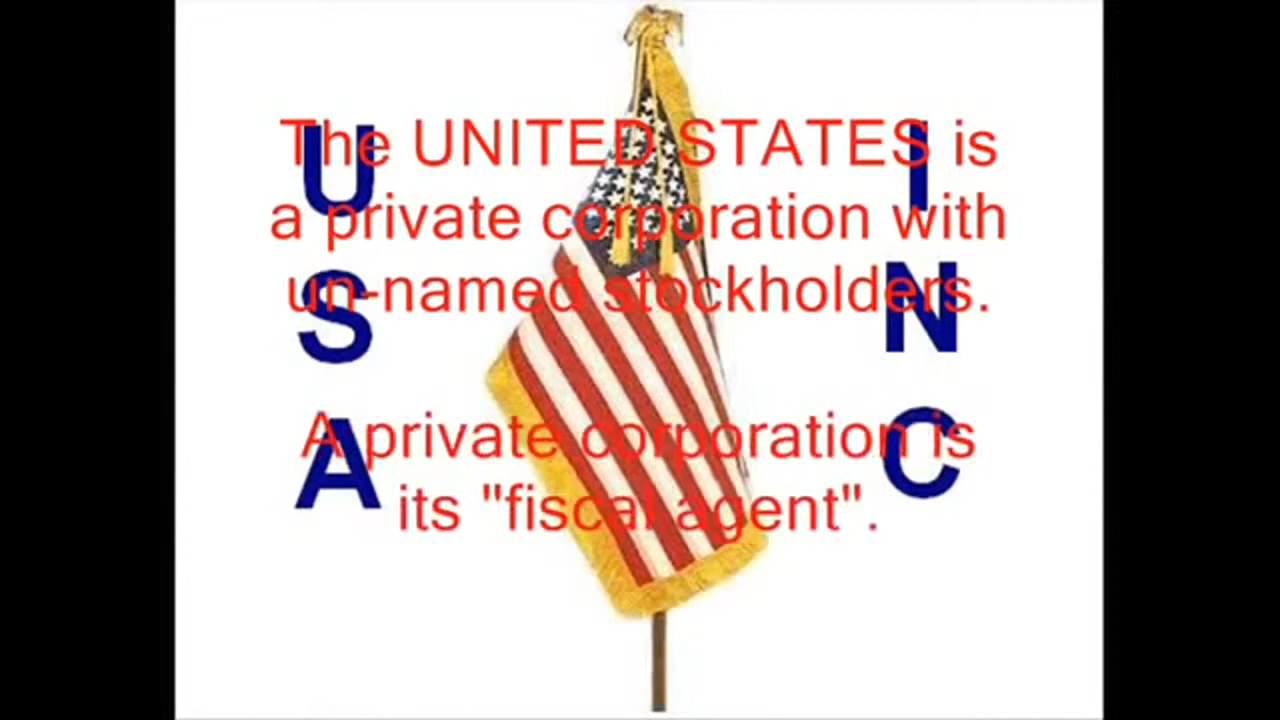 The UNITED STATES is
a private corporation with
un-named stockholders.
A private corporation is
its "fiscal agent".
U
S
A
I
N
C